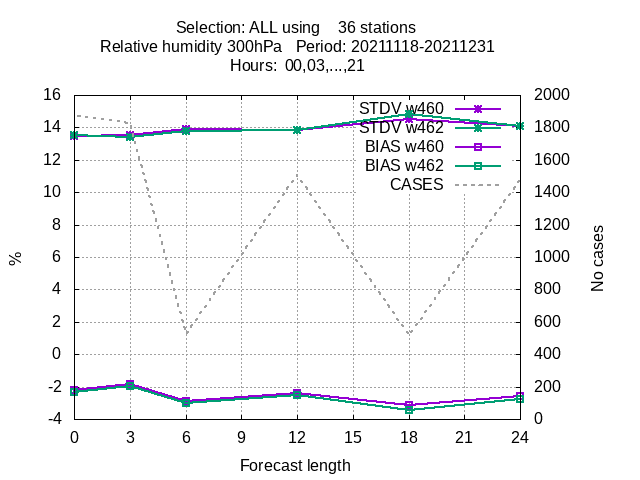 Selection: ALL using    36 stations
Relative humidity 300hPa   Period: 20211118-20211231
Hours:  00,03,...,21
16
14
12
10
8
6
4
2
0
-2
-4
%
STDV w460
STDV w462
BIAS w460
BIAS w462
CASES
2000
1800
1600
1400
1200
1000
800
600
400
200
0
No cases
0 3 6 9 12 15 18 21 24
Forecast length